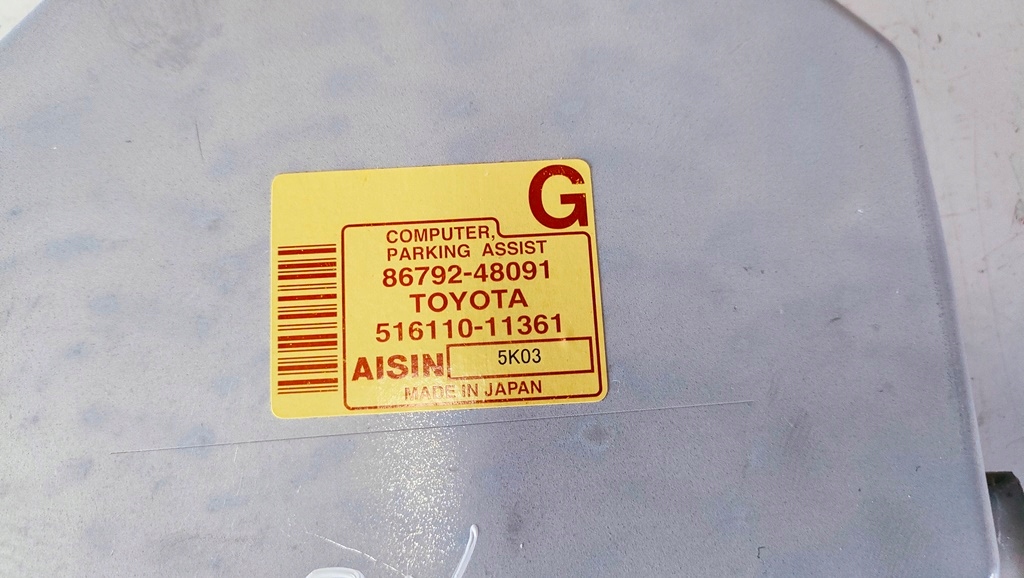 G
COMPUTER,
PARKING ASSIST
86792-48091
TOYOTA
516110-11361
AISIN 5K03
MADE IN JAPAN